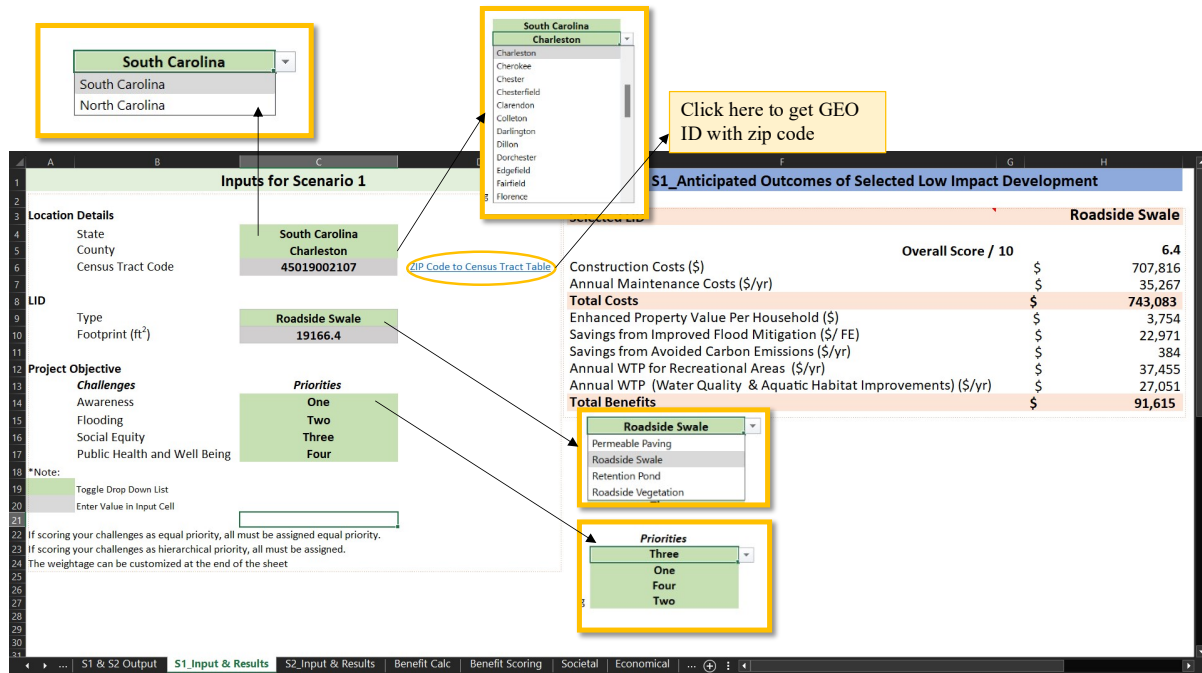 South Carolina
South Carolina
North Carolina
South Carolina
Charleston
Charleston
Cherokee
Chester
Chesterfield
Clarendon
Colleton
Darlington
Dillon
Dorchester
Edgefield
Fairfield
Florence
Click here to get GEO
ID with zip code
A B C F G H
1 Inputs for Scenario 1 S1_Anticipated Outcomes of Selected Low Impact Development
2
3 Location Details Selected LID Roadside Swale
4 State South Carolina
5 County Charleston Overall Score / 10 6.4
6 Census Tract Code 45019002107 ZIP Code to Census Tract Table Construction Costs ($) $ 707,816
7 Annual Maintenance Costs ($/yr) $ 35,267
8 LID Total Costs $ 743,083
9 Type Roadside Swale Enhanced Property Value Per Household ($) $ 3,754
10 Footprint (ft2) 19166.4 Savings from Improved Flood Mitigation ($/ FE) $ 22,971
11 Savings from Avoided Carbon Emissions ($/yr) $ 384
12 Project Objective Annual WTP for Recreational Areas ($/yr) $ 37,455
13 Challenges Priorities Annual WTP (Water Quality & Aquatic Habitat Improvements) ($/yr) $ 27,051
14 Awareness One Total Benefits $ 91,615
15 Flooding Two
16 Social Equity Three
17 Public Health and Well Being Four
18 *Note:
19 Toggle Drop Down List
20 Enter Value in Input Cell
21
22 If scoring your challenges as equal priority, all must be assigned equal priority.
23 If scoring your challenges as hierarchical priority, all must be assigned.
24 The weightage can be customized at the end of the sheet
25
26
27
28
29
30
31
Roadside Swale
Permeable Paving
Roadside Swale
Retention Pond
Roadside Vegetation
Priorities
Three
One
Four
Two
... S1 & S2 Output S1_Input & Results S2_Input & Results Benefit Calc Benefit Scoring Societal Economical ...